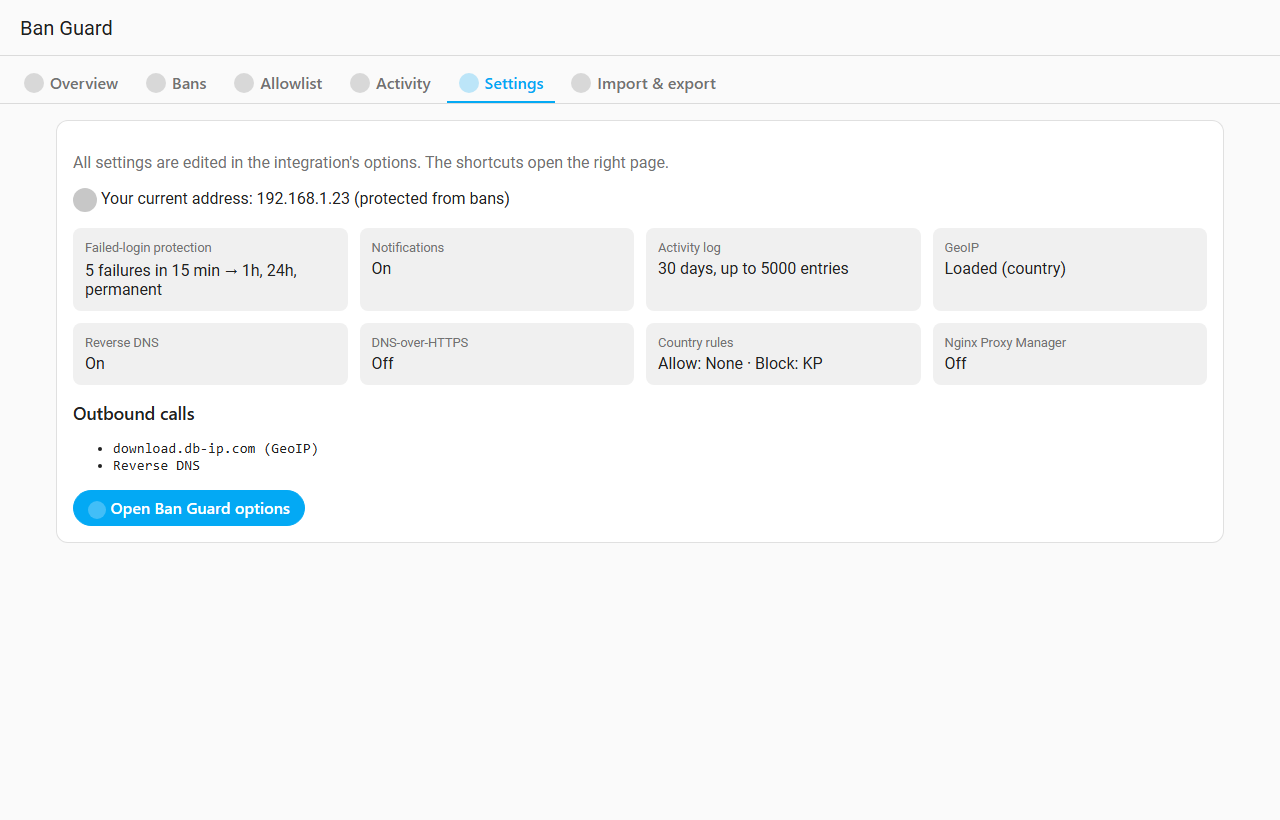 Ban Guard
Overview
Bans
Allowlist
Activity
Settings
Import & export
All settings are edited in the integration's options. The shortcuts open the right page.
Your current address: 192.168.1.23 (protected from bans)
Failed-login protection
5 failures in 15 min → 1h, 24h,
permanent
Notifications
On
Activity log
30 days, up to 5000 entries
GeoIP
Loaded (country)
Reverse DNS
On
DNS-over-HTTPS
Off
Country rules
Allow: None · Block: KP
Nginx Proxy Manager
Off
Outbound calls
• download.db-ip.com (GeoIP)
• Reverse DNS
Open Ban Guard options